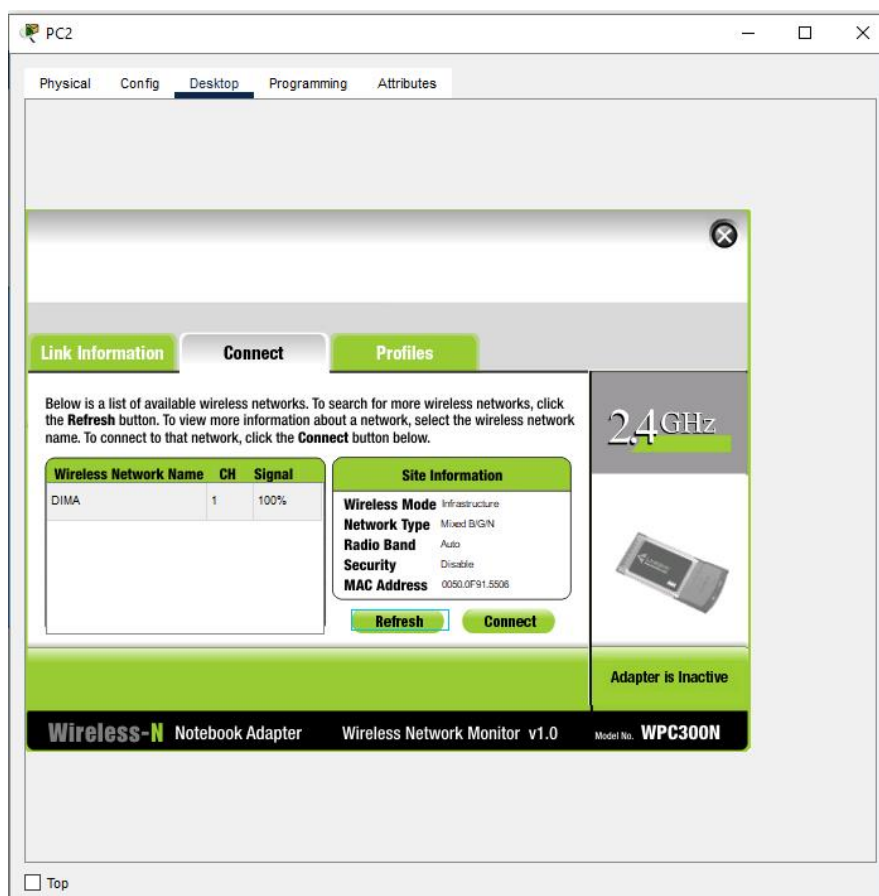 PC2
Physical Config Desktop Programming Attributes
Link Information Connect Profiles
Below is a list of available wireless networks. To search for more wireless networks, click
the Refresh button. To view more information about a network, select the wireless network
name. To connect to that network, click the Connect button below.
2.4GHz
Wireless Network Name CH Signal
DIMA 1 100%
Site Information
Wireless Mode Infrastructure
Network Type Mixed B/G/N
Radio Band Auto
Security Disable
MAC Address 0050.0F91.5506
Refresh Connect
Adapter is Inactive
Wireless-N Notebook Adapter Wireless Network Monitor v1.0 Model No. WPC300N
Top